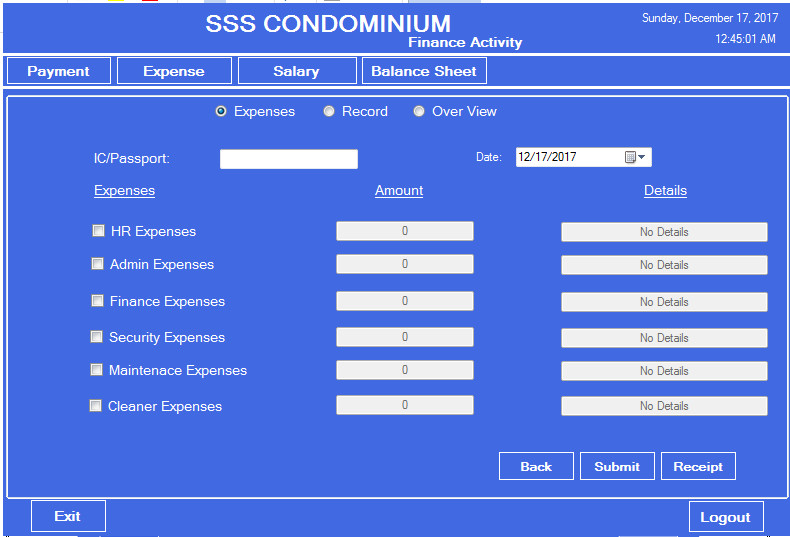 SSS CONDOMINIUM
Finance Activity
Sunday, December 17, 2017
12:45:01 AM
Payment Expense Salary Balance Sheet
Expenses Record Over View
IC/Passport: Date: 12/17/2017
Expenses Amount Details
HR Expenses 0 No Details
Admin Expenses 0 No Details
Finance Expenses 0 No Details
Security Expenses 0 No Details
Maintenace Expenses 0 No Details
Cleaner Expenses 0 No Details
Back Submit Receipt
Exit Logout